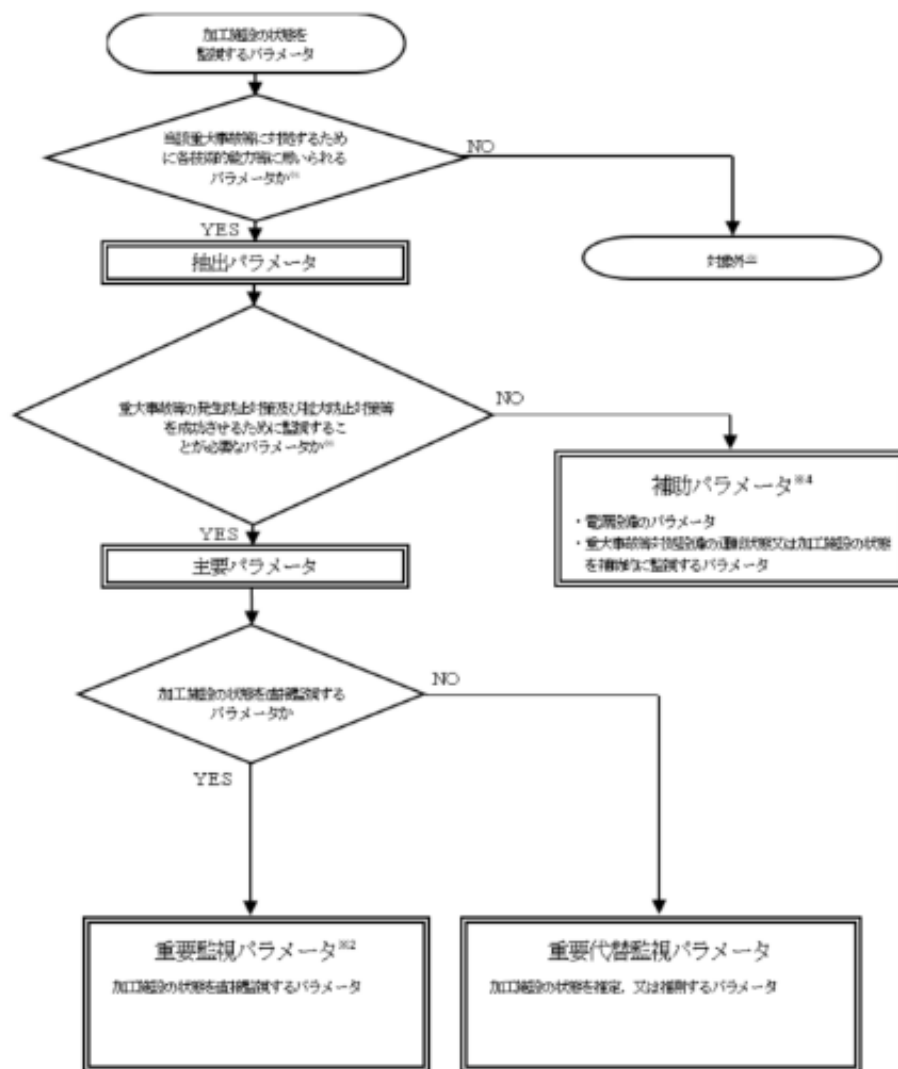 加工施設の状態を
監視するパラメータ
当該重大事故等に対処するため
に各技術的能力等に用いられる
パラメータか
NO
YES
抽出パラメータ
対象外
重大事故等の発生防止対策及び拡大防止対策等
を成功させるために監視するこ
とが必要なパラメータか
NO
YES
補助パラメータ※4
・電源設備のパラメータ
・重大事故等対処設備の運転状態又は加工施設の状態
を補助的に監視するパラメータ
主要パラメータ
加工施設の状態を直接監視する
パラメータか
NO
YES
重要監視パラメータ※2
加工施設の状態を直接監視するパラメータ
重要代替監視パラメータ
加工施設の状態を推定、又は推測するパラメータ